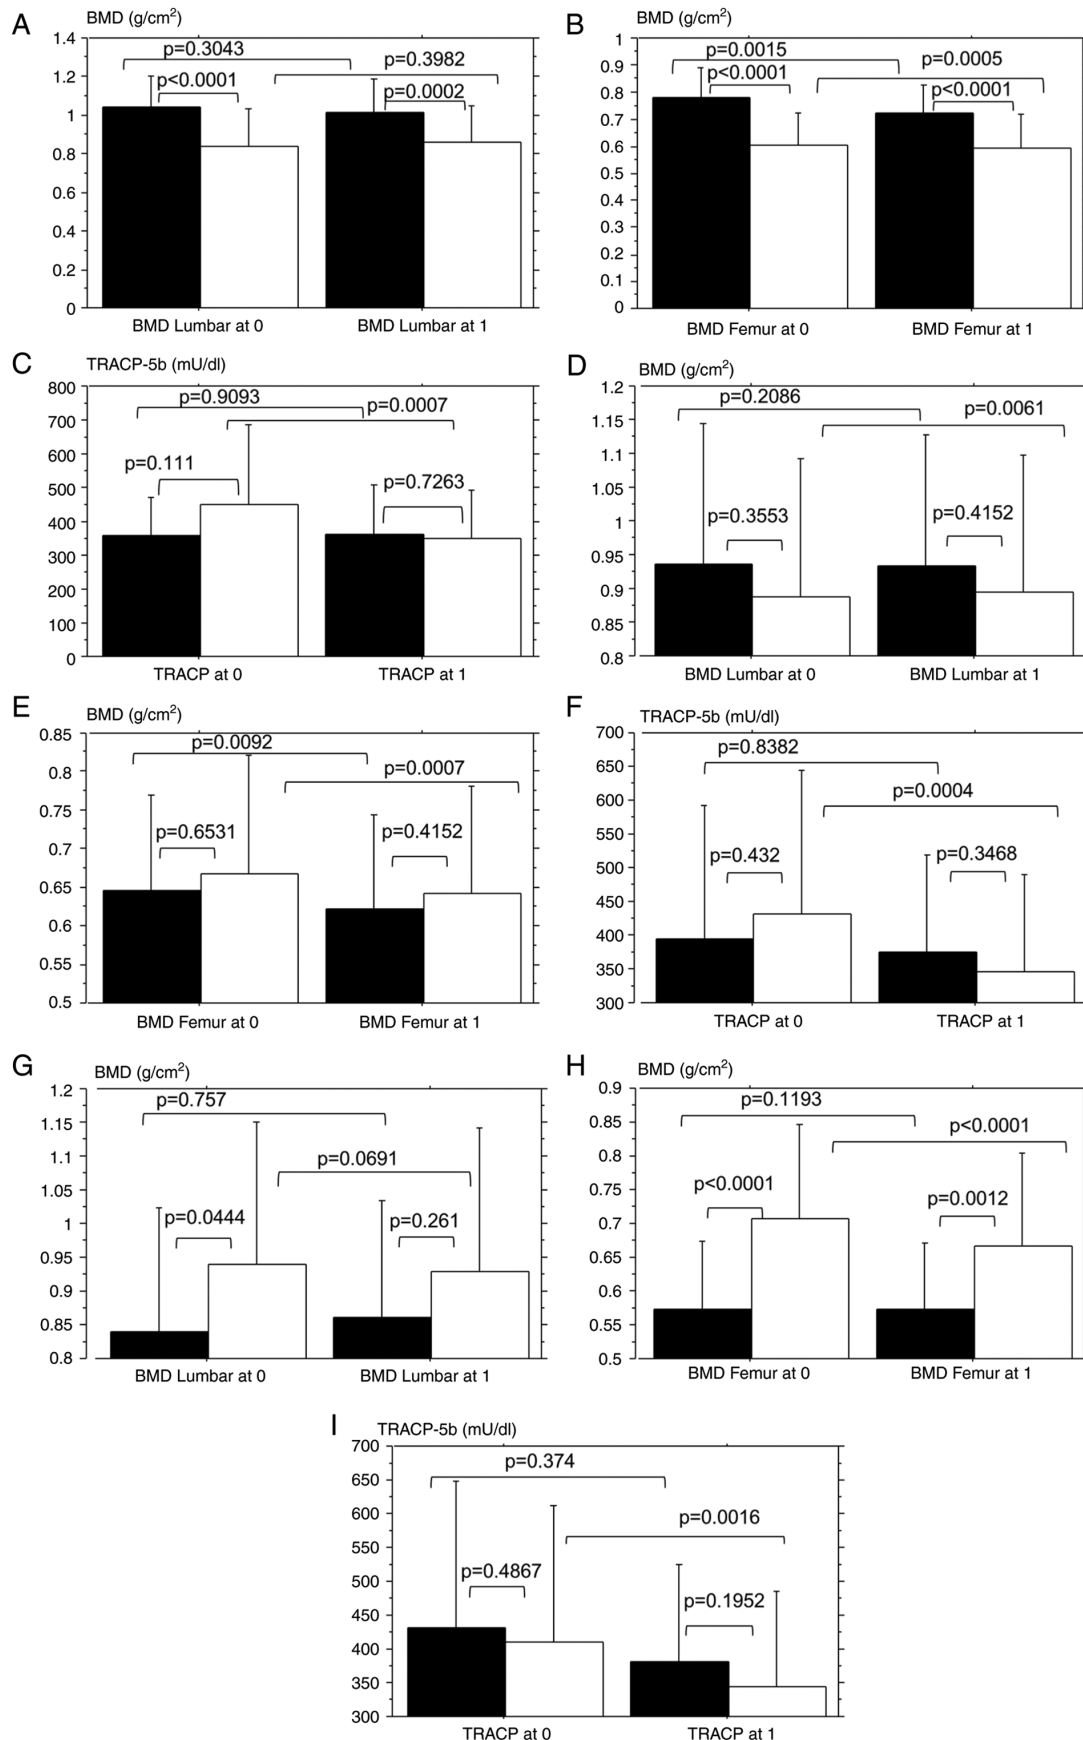 A
BMD (g/cm²)
1.4
1.2
1
0.8
0.6
0.4
0.2
0
p=0.3043
p=0.3982
p<0.0001
p=0.0002
BMD Lumbar at 0
BMD Lumbar at 1
B
BMD (g/cm²)
1
0.9
0.8
0.7
0.6
0.5
0.4
0.3
0.2
0.1
0
p=0.0015
p=0.0005
p<0.0001
p<0.0001
BMD Femur at 0
BMD Femur at 1
C
TRACP-5b (mU/dl)
800
700
600
500
400
300
200
100
0
p=0.9093
p=0.0007
p=0.111
p=0.7263
TRACP at 0
TRACP at 1
D
BMD (g/cm²)
1.2
1.15
1.1
1.05
1
0.95
0.9
0.85
0.8
p=0.2086
p=0.0061
p=0.3553
p=0.4152
BMD Lumbar at 0
BMD Lumbar at 1
E
BMD (g/cm²)
0.85
0.8
0.75
0.7
0.65
0.6
0.55
0.5
p=0.0092
p=0.0007
p=0.6531
p=0.4152
BMD Femur at 0
BMD Femur at 1
F
TRACP-5b (mU/dl)
700
650
600
550
500
450
400
350
300
p=0.8382
p=0.0004
p=0.432
p=0.3468
TRACP at 0
TRACP at 1
G
BMD (g/cm²)
1.2
1.15
1.1
1.05
1
0.95
0.9
0.85
0.8
p=0.757
p=0.0691
p=0.0444
p=0.261
BMD Lumbar at 0
BMD Lumbar at 1
H
BMD (g/cm²)
0.9
0.85
0.8
0.75
0.7
0.65
0.6
0.55
0.5
p=0.1193
p<0.0001
p<0.0001
p=0.0012
BMD Femur at 0
BMD Femur at 1
I
TRACP-5b (mU/dl)
700
650
600
550
500
450
400
350
300
p=0.374
p=0.0016
p=0.4867
p=0.1952
TRACP at 0
TRACP at 1